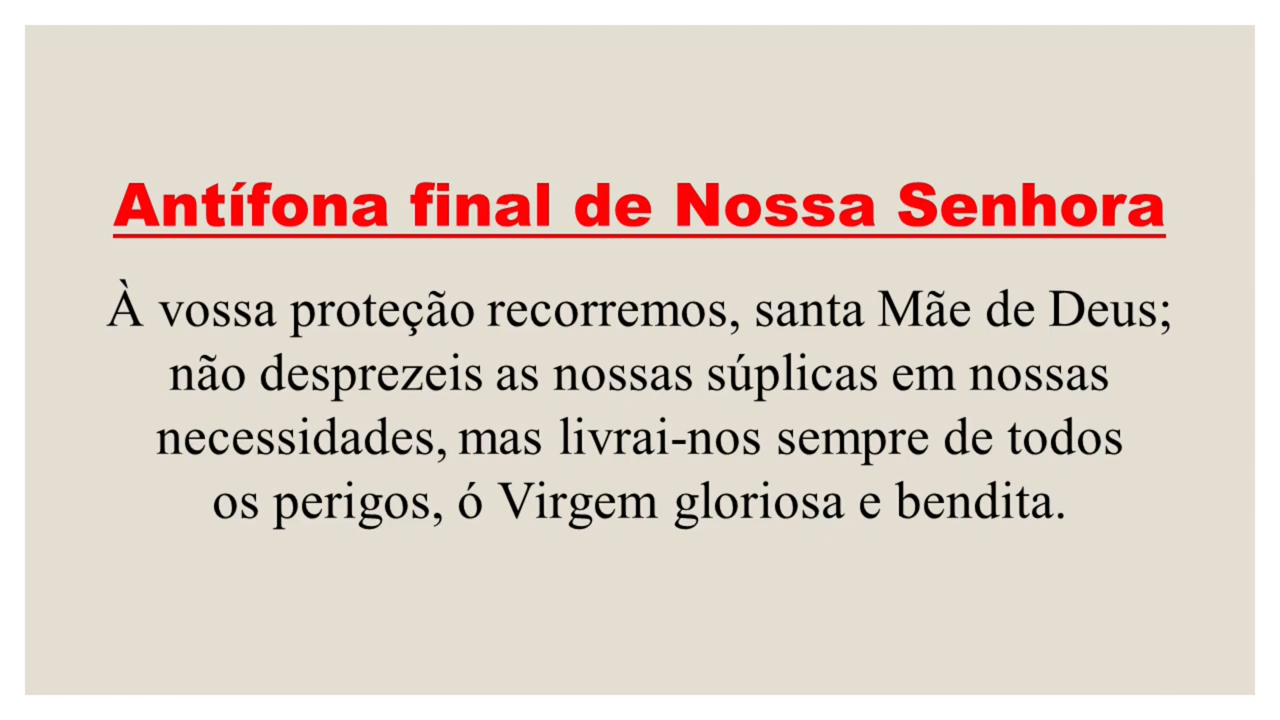 Antífona final de Nossa Senhora
À vossa proteção recorremos, santa Mãe de Deus;
não desprezeis as nossas súplicas em nossas
necessidades, mas livrai-nos sempre de todos
os perigos, ó Virgem gloriosa e bendita.